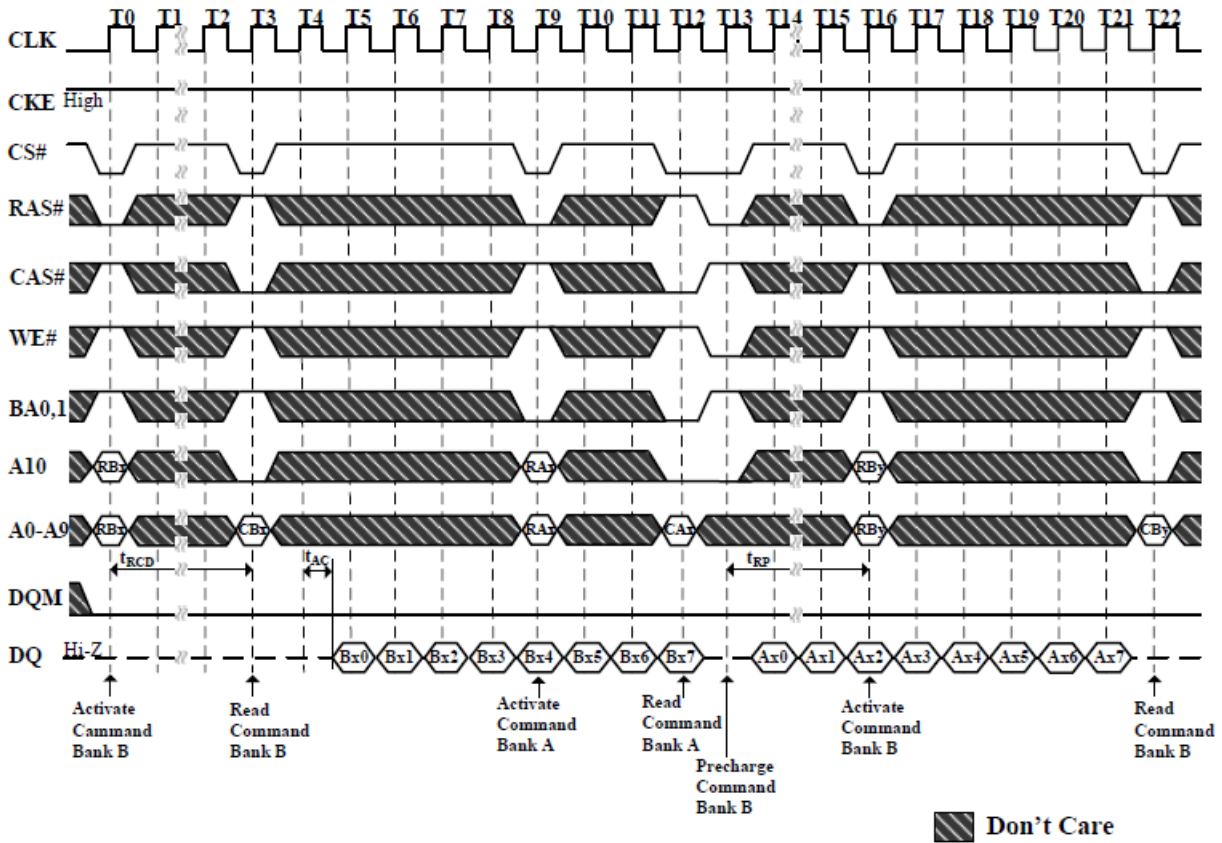 T0 T1 T2 T3 T4 T5 T6 T7 T8 T9 T10 T11 T12 T13 T14 T15 T16 T17 T18 T19 T20 T21 T22
CLK
CKE High
CS#
RAS#
CAS#
WE#
BA0,1
A10 RBx RAx RBy
A0-A9 RBx CBx RAx CAx RBy CBy
tRCD tAC tRP
DQM
DQ Hi-Z Bx0 Bx1 Bx2 Bx3 Bx4 Bx5 Bx6 Bx7 Ax0 Ax1 Ax2 Ax3 Ax4 Ax5 Ax6 Ax7
Activate
Cammand
Bank B
Read
Command
Bank B
Activate
Command
Bank A
Read
Command
Bank A
Precharge
Command
Bank B
Activate
Command
Bank B
Read
Command
Bank B
Don't Care